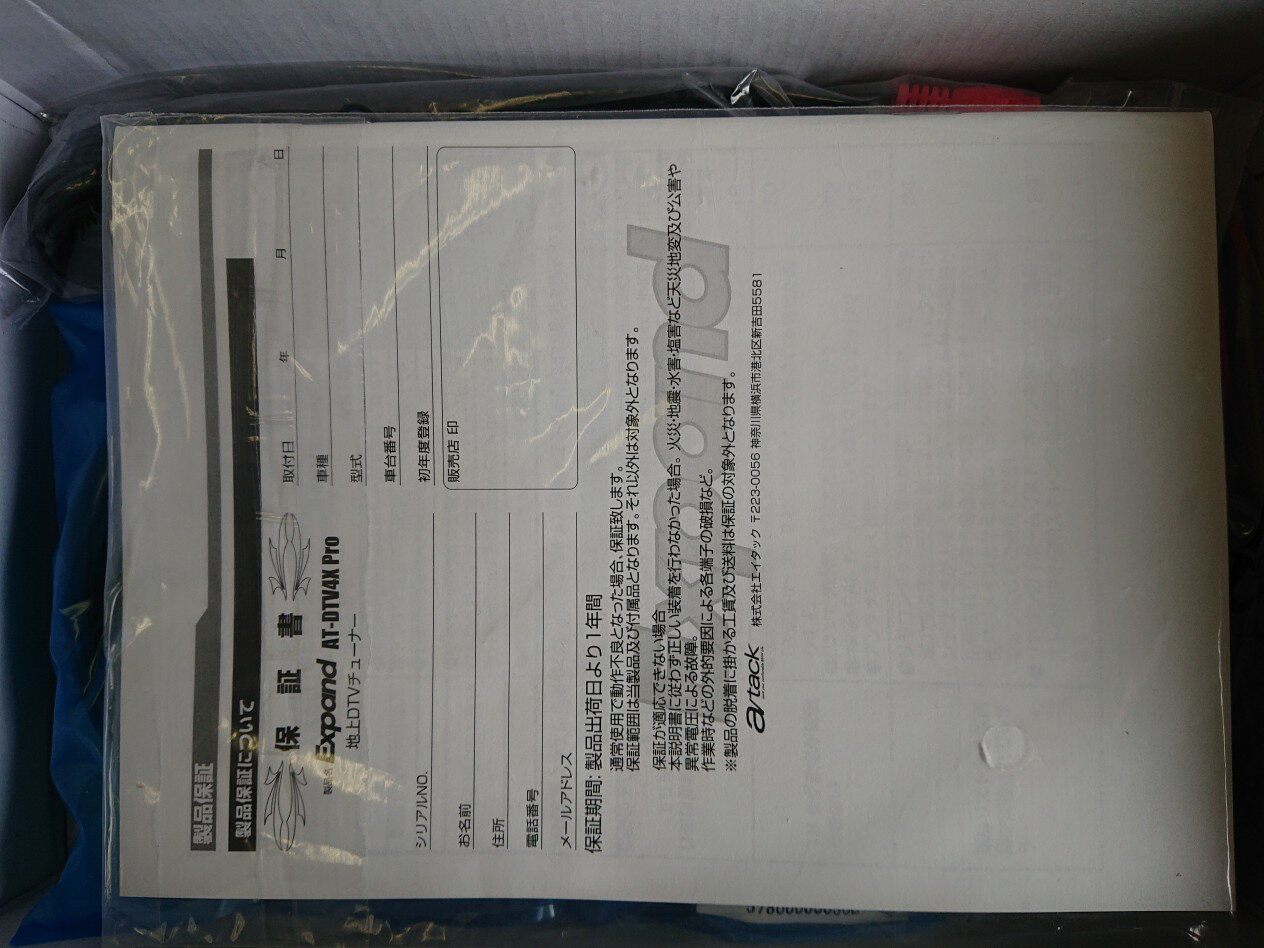 製品保証
製品保証について
保証書
製品名 Expand AT-DTV4X Pro
地上DTVチューナー
シリアルNO.
お名前
住所
電話番号
メールアドレス
取付日 年 月 日
車種
型式
車台番号
初年度登録
販売店 印
保証期間: 製品出荷日より1年間
通常使用で動作不良となった場合、保証致します。
保証範囲は当製品及び付属品となります。それ以外は対象外となります。
保証が適応できない場合
本説明書に従わず正しい装着を行わなかった場合。火災・地震・水害・塩害など天災地変及び公害や
異常電圧による故障。
作業時などの外的要因による各端子の破損など。
※製品の脱着に掛かる工賃及び送料は保証の対象外となります。
Expand
avtack 株式会社エイタック 〒223-0056 神奈川県横浜市港北区新吉田5581